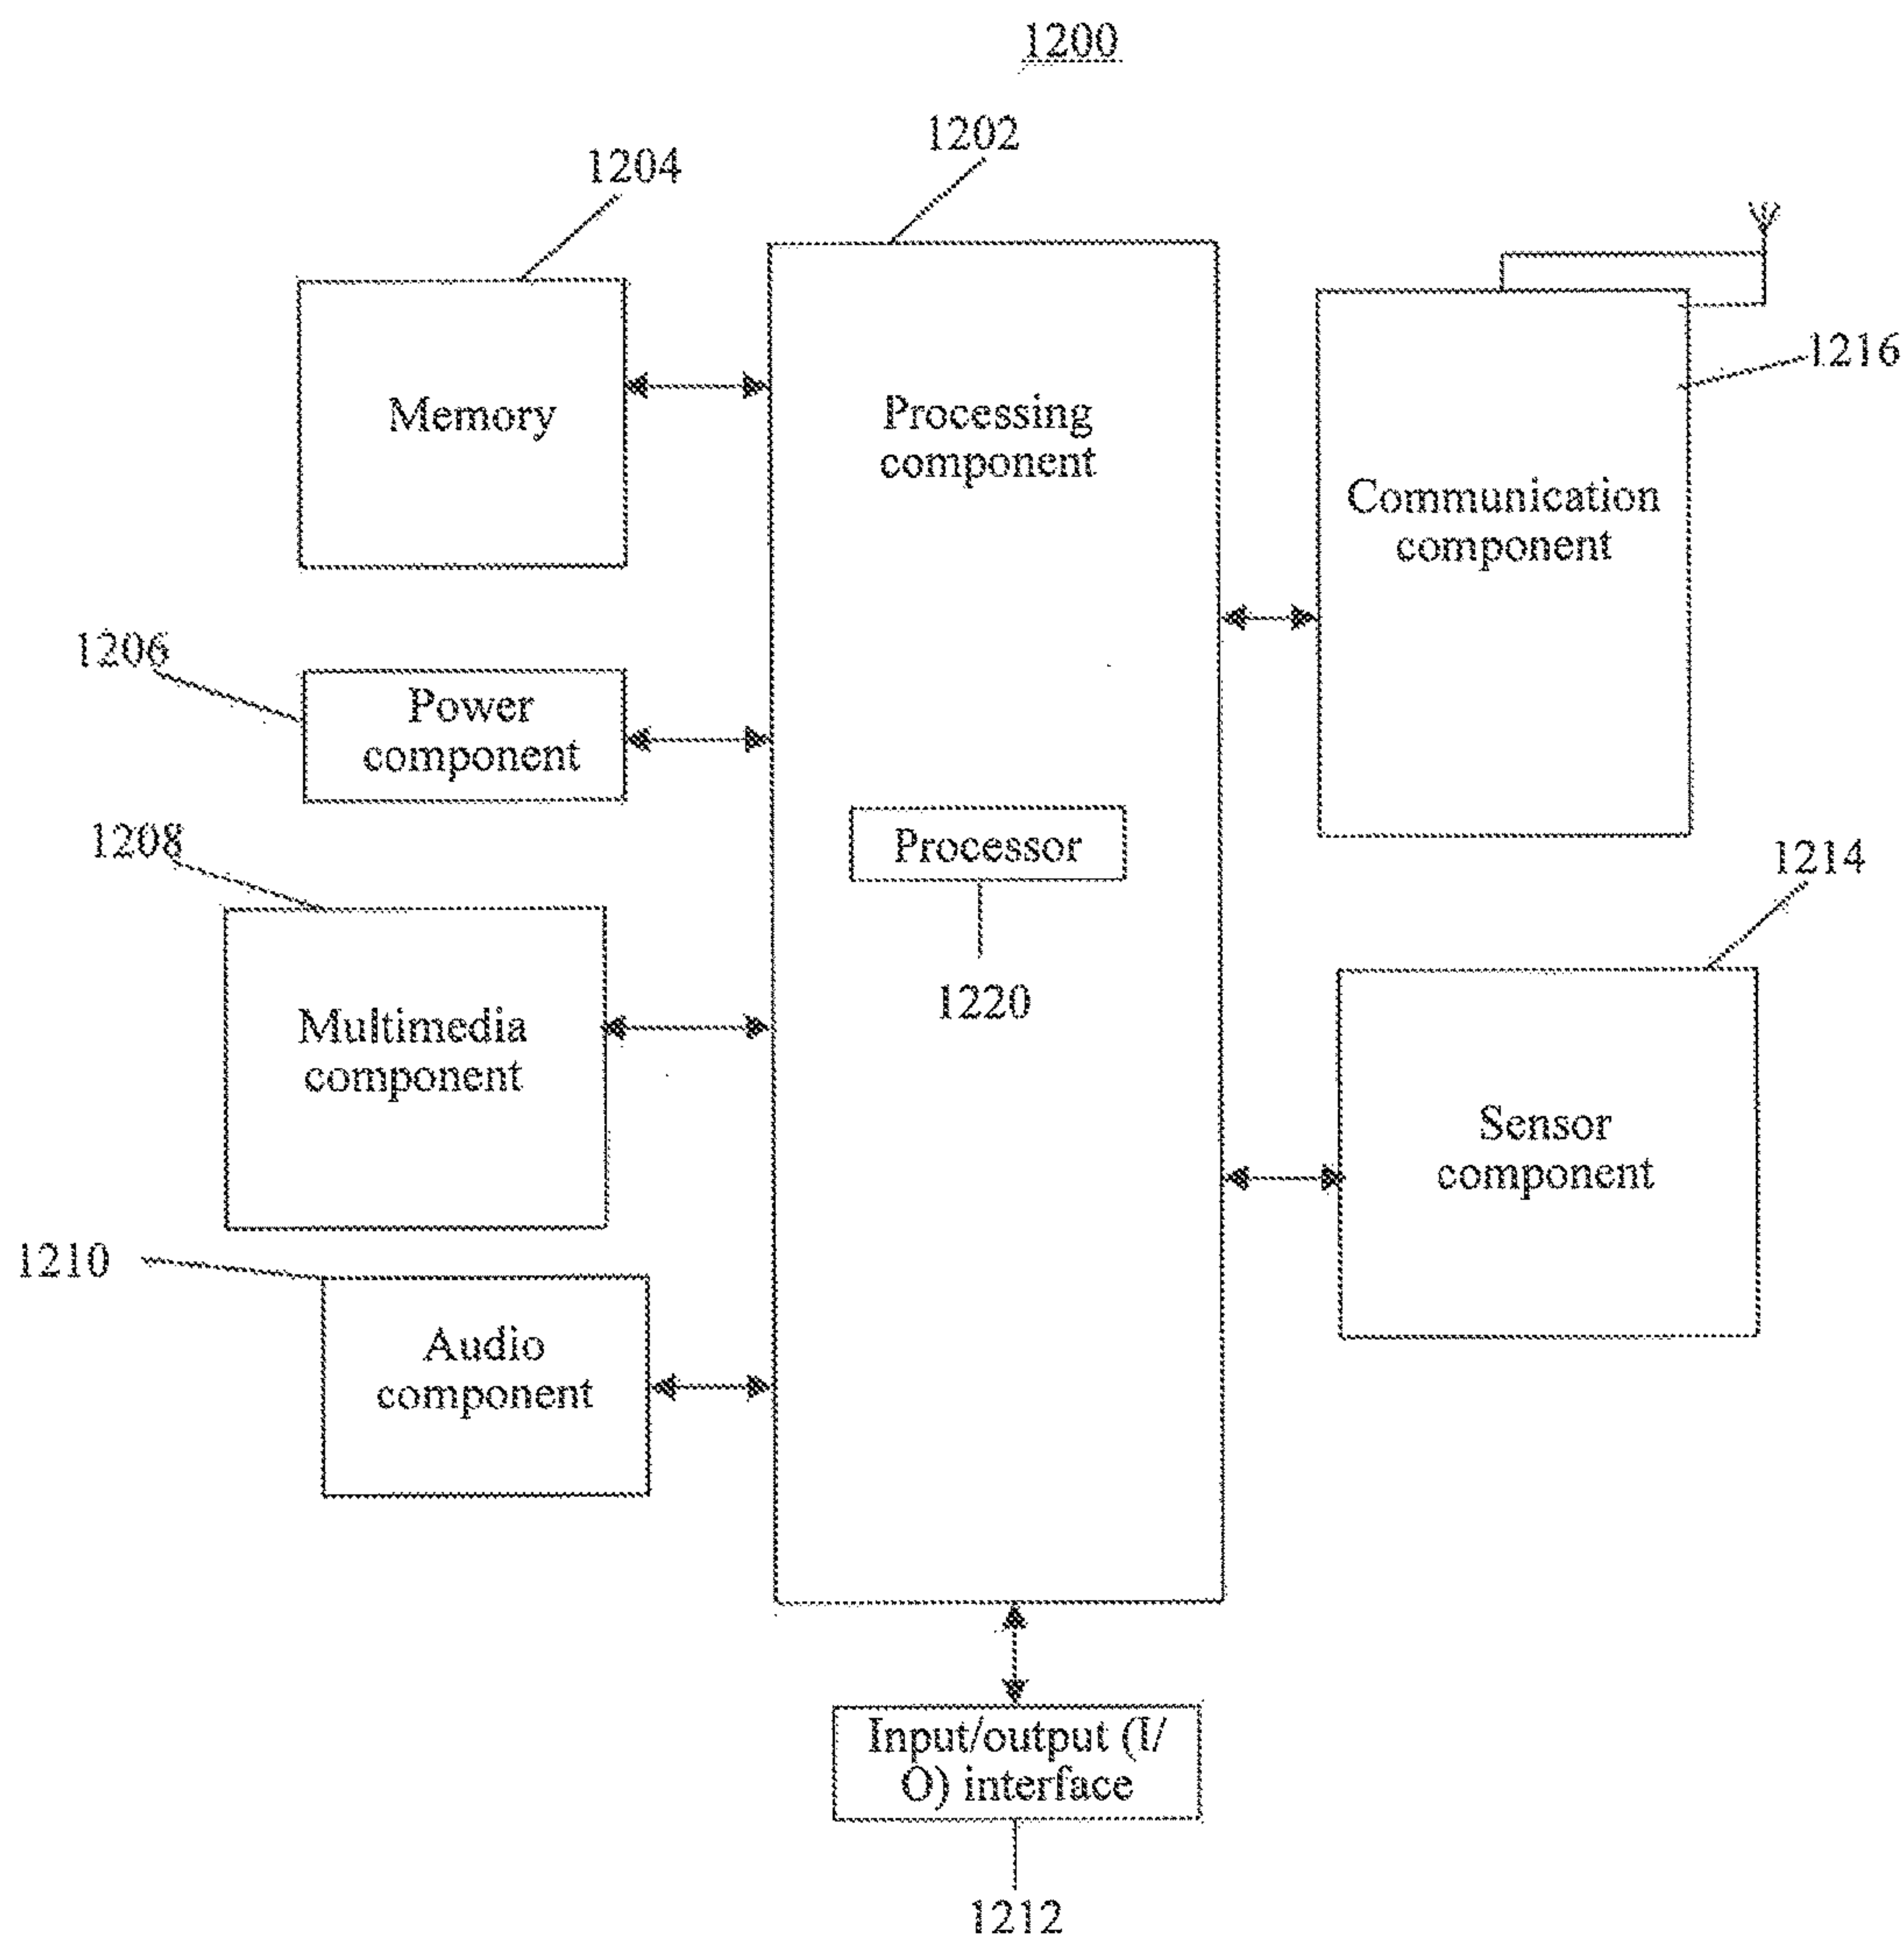 1200
1202
1204
1216
Memory
Processing
component
Communication
component
1206
Power
component
1208
Processor
1214
1220
Multimedia
component
Sensor
component
1210
Audio
component
Input/output (I/
O) interface
1212